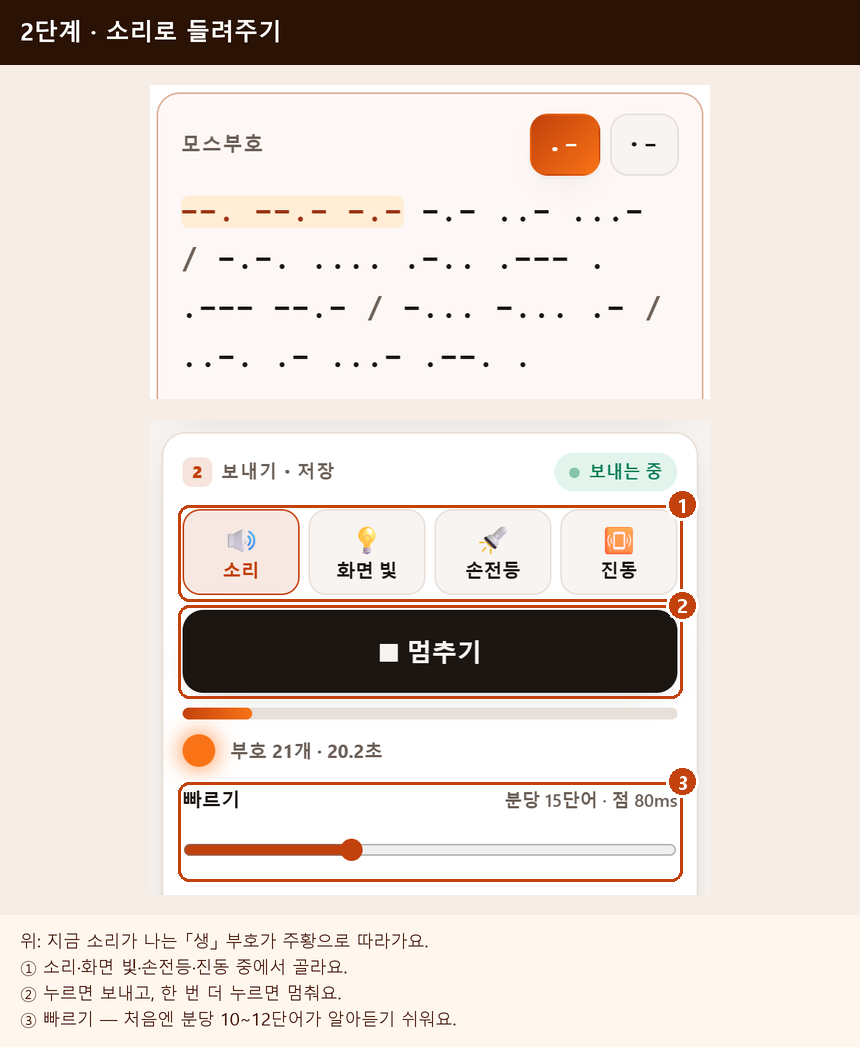 2단계 · 소리로 들려주기
모스부호
.– ·–
--. --.- -.- -.- ..- ...-
/ -.-. .... .-.. .--- .
.--- --.- / -... -... .- /
..-. .- ...- .--. .
2 보내기 · 저장 보내는 중
1
소리 화면 빛 손전등 진동
2
■ 멈추기
부호 21개 · 20.2초
3
빠르기 분당 15단어 · 점 80ms
위: 지금 소리가 나는 「생」 부호가 주황으로 따라가요.
① 소리·화면 빛·손전등·진동 중에서 골라요.
② 누르면 보내고, 한 번 더 누르면 멈춰요.
③ 빠르기 — 처음엔 분당 10~12단어가 알아듣기 쉬워요.